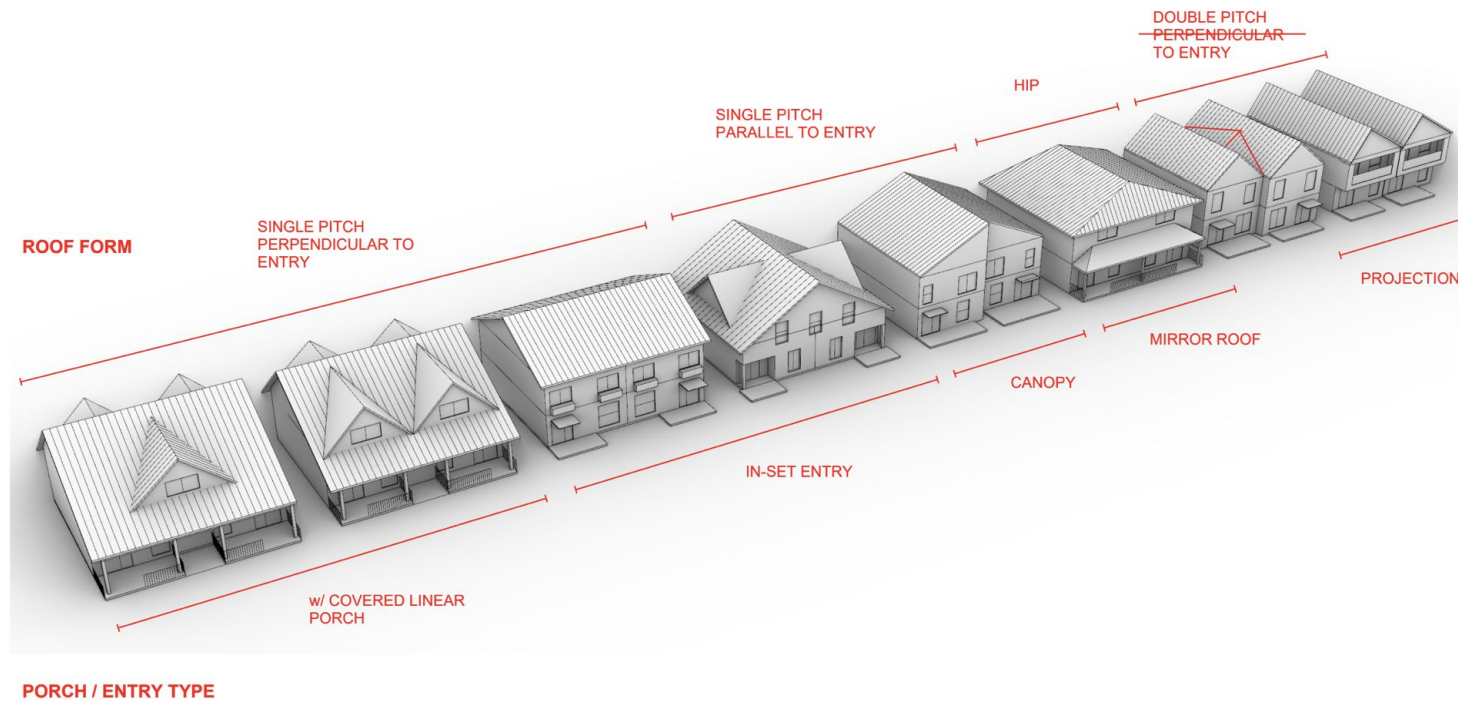 DOUBLE PITCH
PERPENDICULAR
TO ENTRY
HIP
SINGLE PITCH
PARALLEL TO ENTRY
SINGLE PITCH
PERPENDICULAR TO
ENTRY
ROOF FORM
PROJECTION
MIRROR ROOF
CANOPY
IN-SET ENTRY
w/ COVERED LINEAR
PORCH
PORCH / ENTRY TYPE